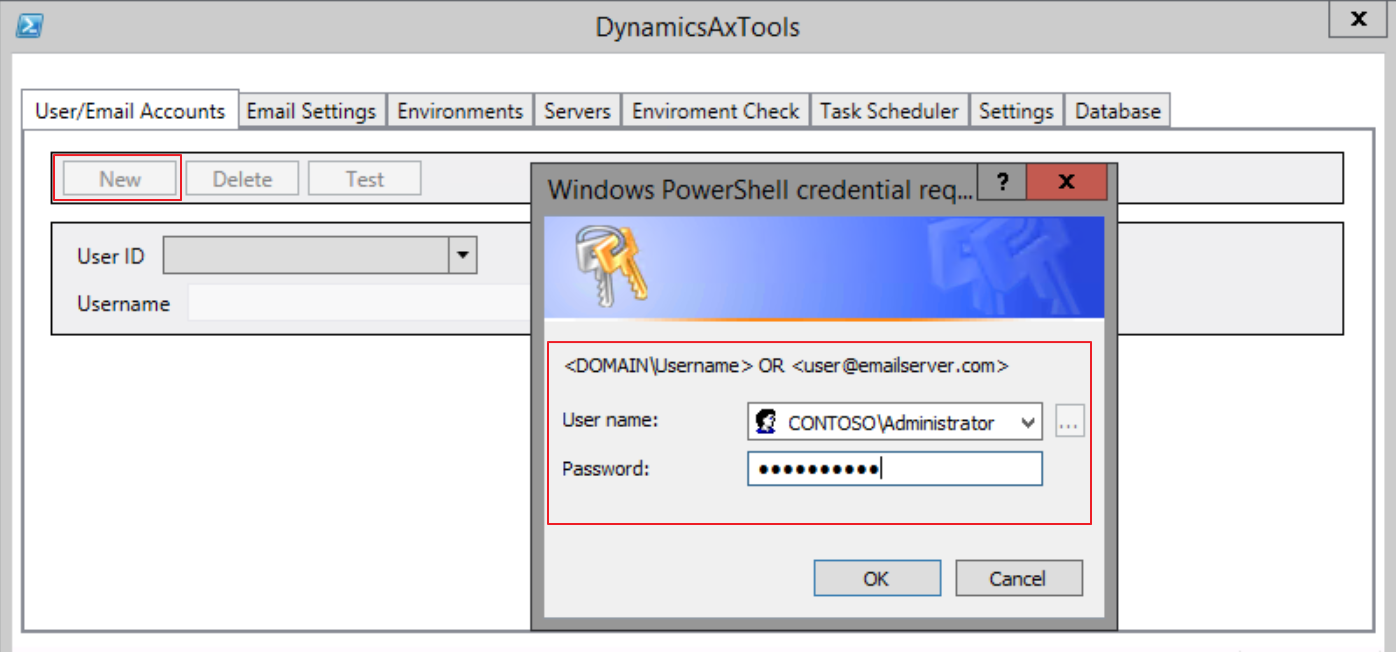 DynamicsAxTools
x
User/Email Accounts Email Settings Environments Servers Enviroment Check Task Scheduler Settings Database
New Delete Test
Windows PowerShell credential req... ? x
User ID
Username
<DOMAIN\Username> OR <user@emailserver.com>
User name: CONTOSO\Administrator ...
Password: ●●●●●●●●●●
OK Cancel